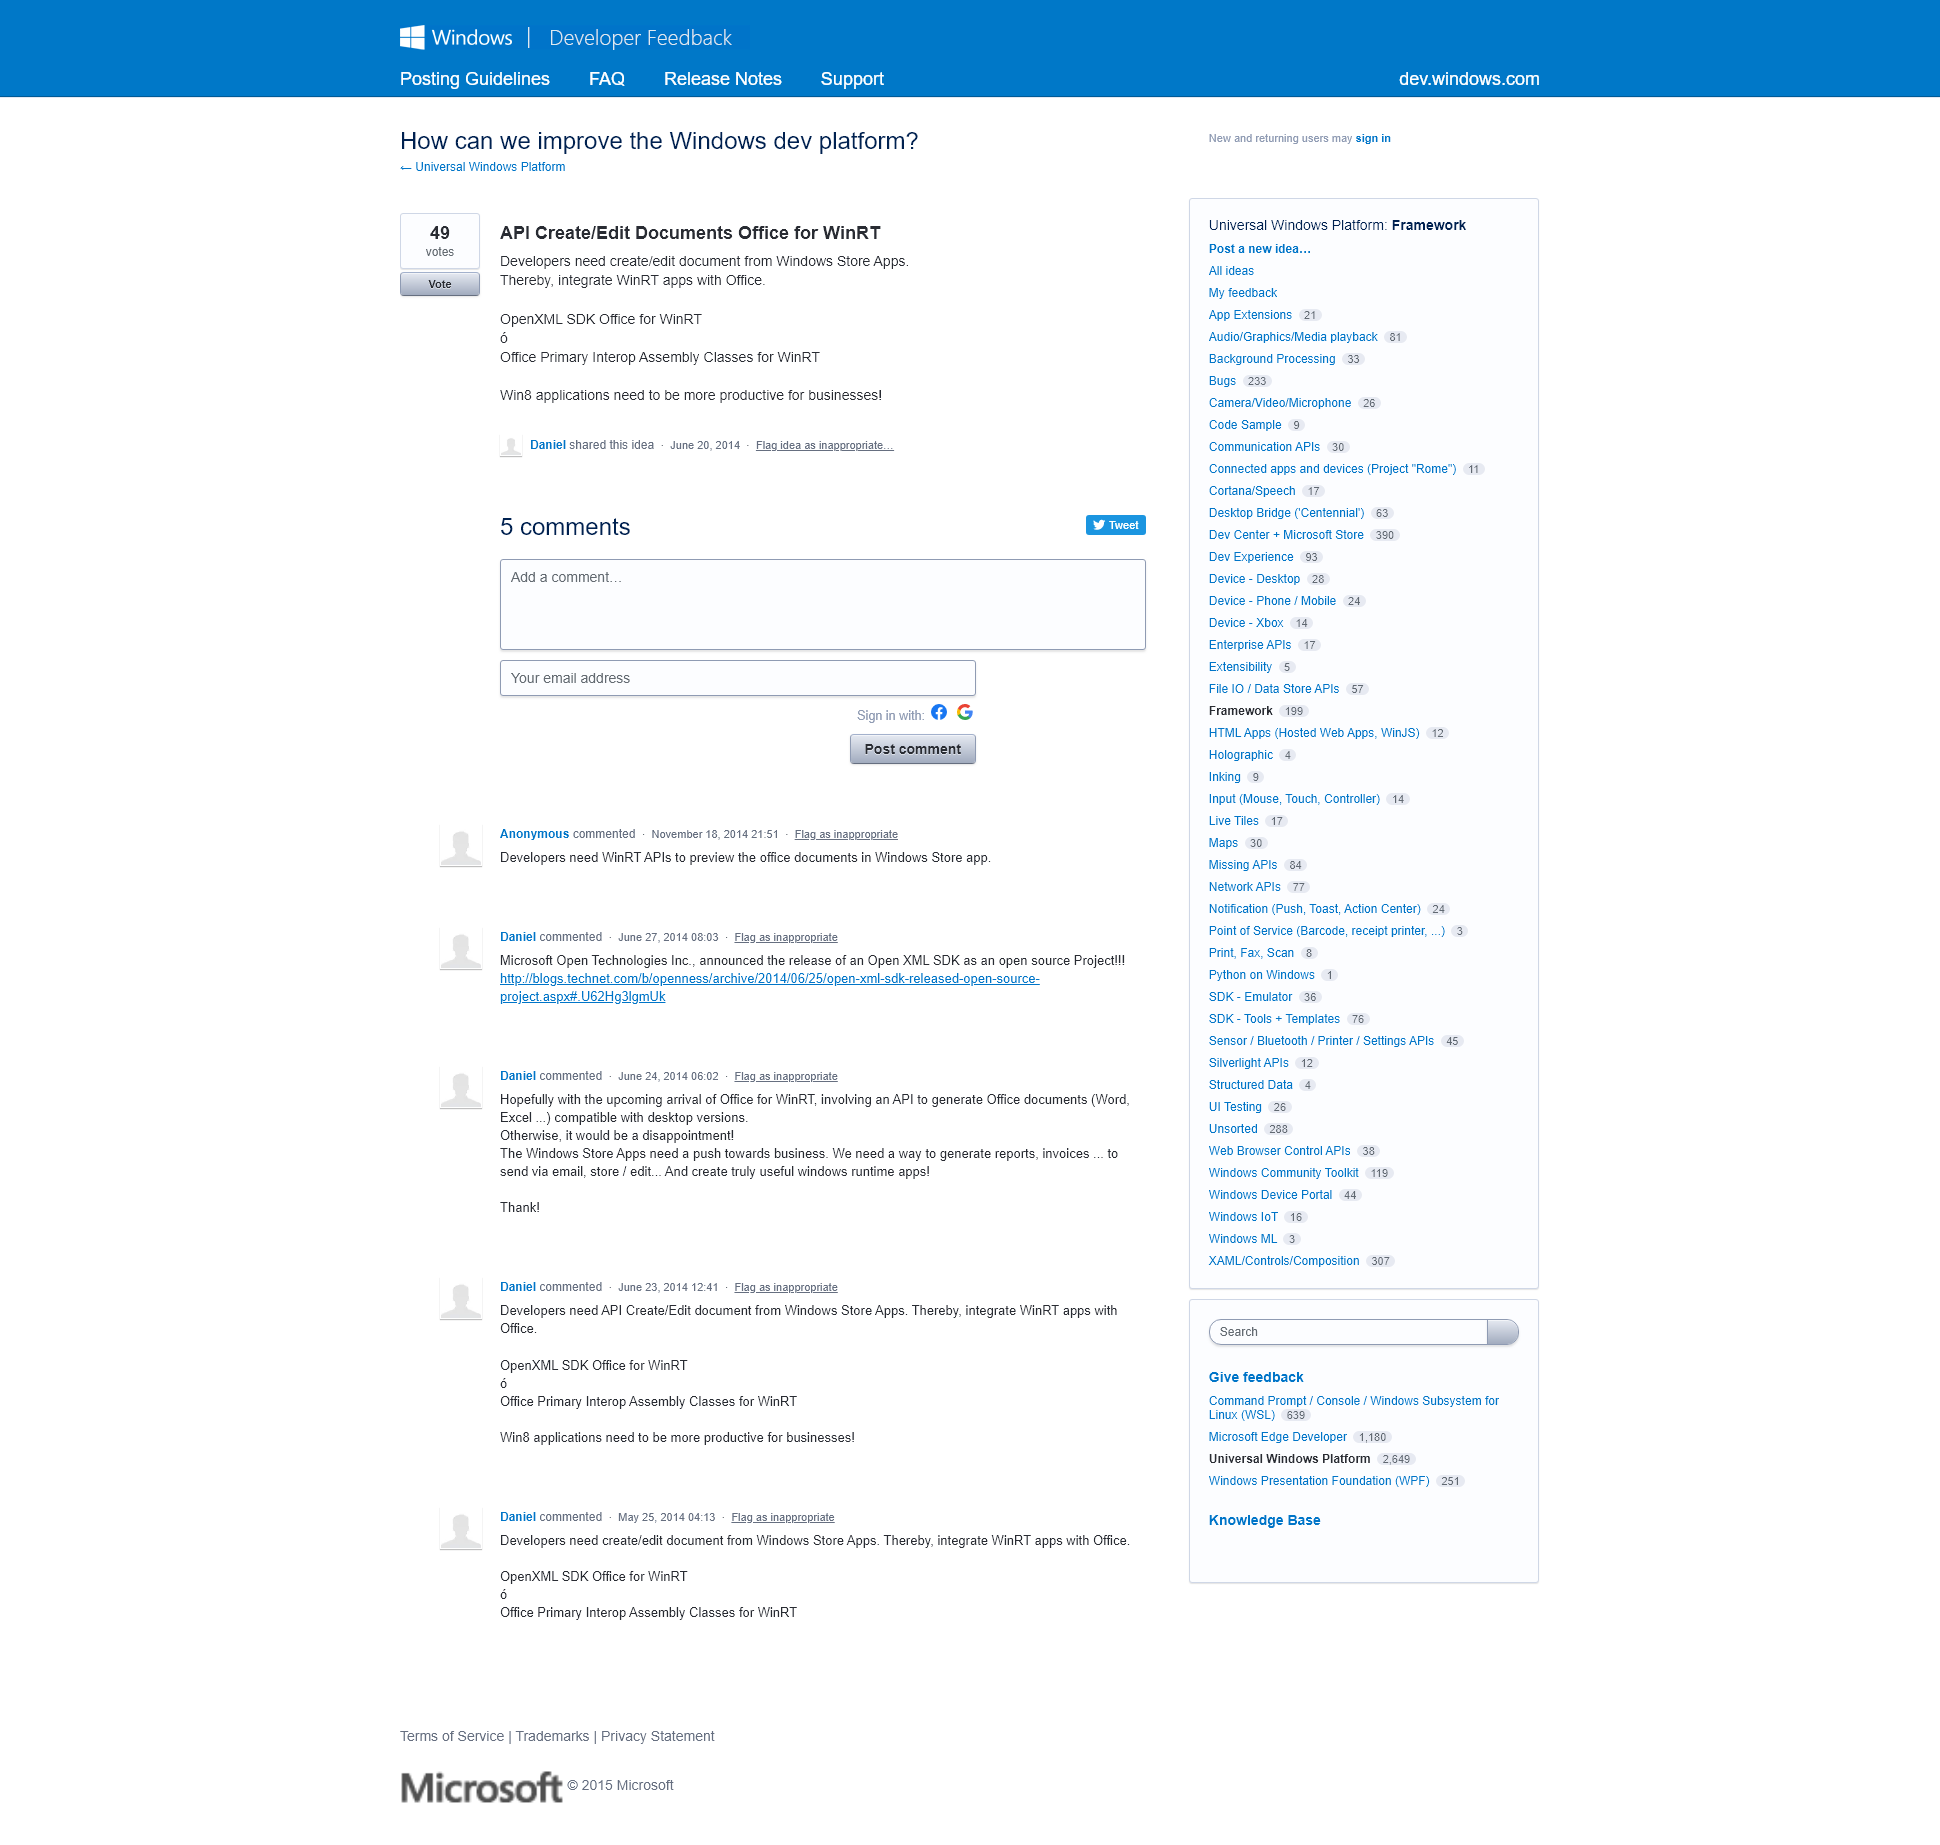 Windows | Developer Feedback
Posting Guidelines FAQ Release Notes Support dev.windows.com
How can we improve the Windows dev platform?
← Universal Windows Platform
New and returning users may sign in
49
votes
Vote
API Create/Edit Documents Office for WinRT
Developers need create/edit document from Windows Store Apps.
Thereby, integrate WinRT apps with Office.
OpenXML SDK Office for WinRT
ó
Office Primary Interop Assembly Classes for WinRT
Win8 applications need to be more productive for businesses!
Daniel shared this idea · June 20, 2014 · Flag idea as inappropriate…
5 comments
Tweet
Add a comment…
Your email address
Sign in with:
Post comment
Anonymous commented · November 18, 2014 21:51 · Flag as inappropriate
Developers need WinRT APIs to preview the office documents in Windows Store app.
Daniel commented · June 27, 2014 08:03 · Flag as inappropriate
Microsoft Open Technologies Inc., announced the release of an Open XML SDK as an open source Project!!!
http://blogs.technet.com/b/openness/archive/2014/06/25/open-xml-sdk-released-open-source-
project.aspx#.U62Hg3IgmUk
Daniel commented · June 24, 2014 06:02 · Flag as inappropriate
Hopefully with the upcoming arrival of Office for WinRT, involving an API to generate Office documents (Word,
Excel ...) compatible with desktop versions.
Otherwise, it would be a disappointment!
The Windows Store Apps need a push towards business. We need a way to generate reports, invoices ... to
send via email, store / edit... And create truly useful windows runtime apps!
Thank!
Daniel commented · June 23, 2014 12:41 · Flag as inappropriate
Developers need API Create/Edit document from Windows Store Apps. Thereby, integrate WinRT apps with
Office.
OpenXML SDK Office for WinRT
ó
Office Primary Interop Assembly Classes for WinRT
Win8 applications need to be more productive for businesses!
Daniel commented · May 25, 2014 04:13 · Flag as inappropriate
Developers need create/edit document from Windows Store Apps. Thereby, integrate WinRT apps with Office.
OpenXML SDK Office for WinRT
ó
Office Primary Interop Assembly Classes for WinRT
Universal Windows Platform: Framework
Post a new idea…
All ideas
My feedback
App Extensions 21
Audio/Graphics/Media playback 81
Background Processing 33
Bugs 233
Camera/Video/Microphone 26
Code Sample 9
Communication APIs 30
Connected apps and devices (Project "Rome") 11
Cortana/Speech 17
Desktop Bridge ('Centennial') 63
Dev Center + Microsoft Store 390
Dev Experience 93
Device - Desktop 28
Device - Phone / Mobile 24
Device - Xbox 14
Enterprise APIs 17
Extensibility 5
File IO / Data Store APIs 57
Framework 199
HTML Apps (Hosted Web Apps, WinJS) 12
Holographic 4
Inking 9
Input (Mouse, Touch, Controller) 14
Live Tiles 17
Maps 30
Missing APIs 84
Network APIs 77
Notification (Push, Toast, Action Center) 24
Point of Service (Barcode, receipt printer, ...) 3
Print, Fax, Scan 8
Python on Windows 1
SDK - Emulator 36
SDK - Tools + Templates 76
Sensor / Bluetooth / Printer / Settings APIs 45
Silverlight APIs 12
Structured Data 4
UI Testing 26
Unsorted 288
Web Browser Control APIs 38
Windows Community Toolkit 119
Windows Device Portal 44
Windows IoT 16
Windows ML 3
XAML/Controls/Composition 307
Search
Give feedback
Command Prompt / Console / Windows Subsystem for
Linux (WSL) 639
Microsoft Edge Developer 1,180
Universal Windows Platform 2,649
Windows Presentation Foundation (WPF) 251
Knowledge Base
Terms of Service | Trademarks | Privacy Statement
Microsoft © 2015 Microsoft